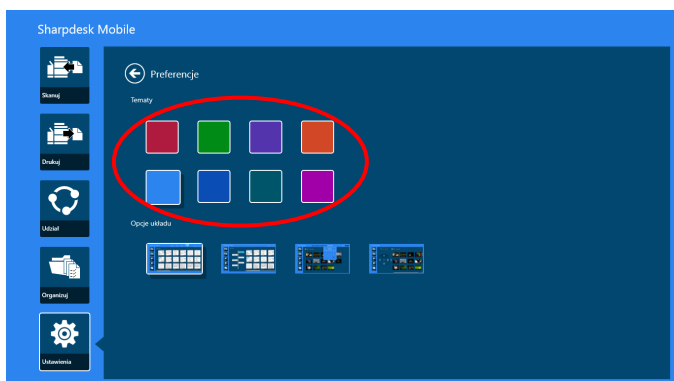 Sharpdesk Mobile
Skanuj
Drukuj
Udział
Organizuj
Ustawienia
Preferencje
Tematy
Opcje układu